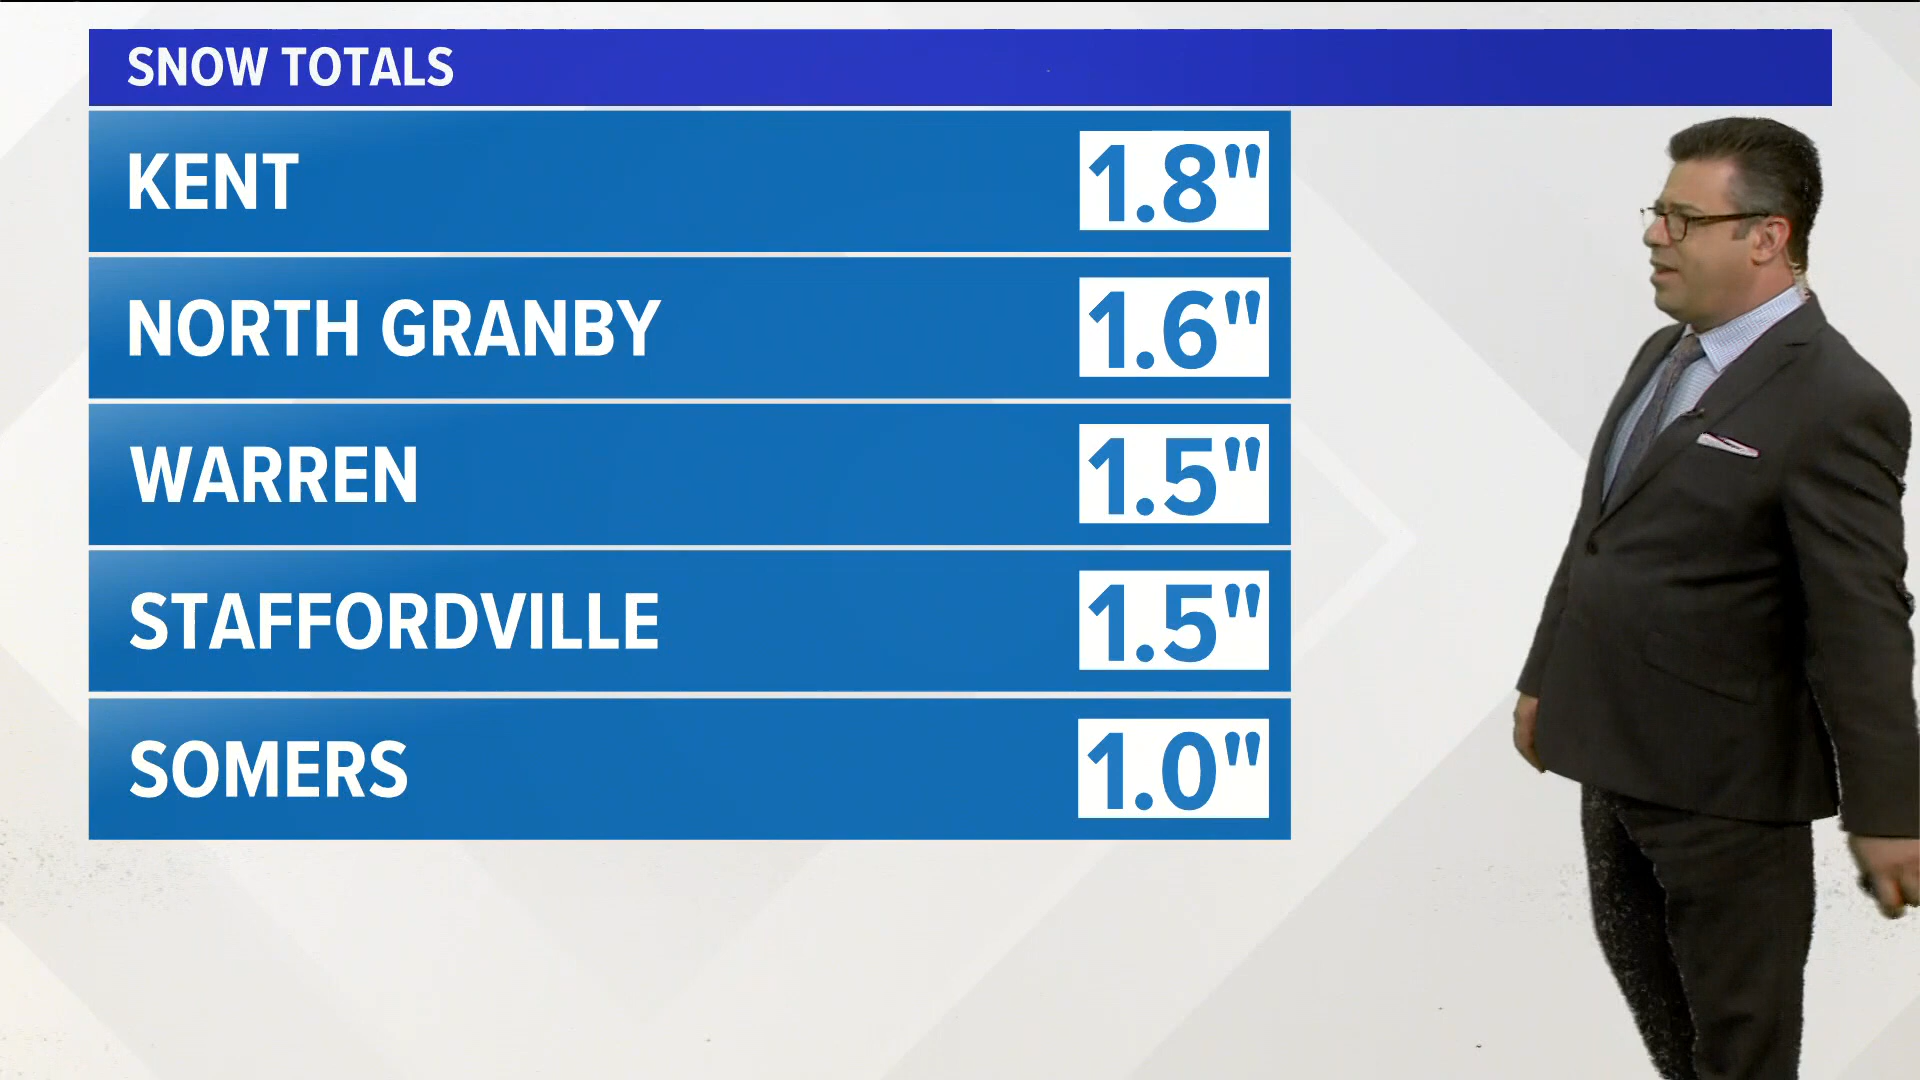 SNOW TOTALS
KENT 1.8"
NORTH GRANBY 1.6"
WARREN 1.5"
STAFFORDVILLE 1.5"
SOMERS 1.0"